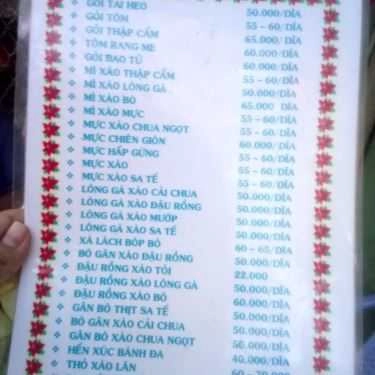 ❖ GỎI TAI HEO 50.000/DĨA
❖ GỎI TÔM 55 – 60/DĨA
❖ GỎI THẬP CẨM 65.000/DĨA
❖ TÔM RANG ME 60.000/DĨA
❖ GỎI BAO TỬ 60.000/DĨA
❖ MÌ XÀO THẬP CẨM 55 – 60/DĨA
❖ MÌ XÀO LÒNG GÀ 50.000/DĨA
❖ MÌ XÀO BÒ 65.000 /DĨA
❖ MÌ XÀO MỰC 55 – 60/DĨA
❖ MỰC XÀO CHUA NGỌT 55 – 60/DĨA
❖ MỰC CHIÊN GIÒN 60.000/DĨA
❖ MỰC HẤP GỪNG 55 – 60/DĨA
❖ MỰC XÀO 55 – 60/DĨA
❖ MỰC XÀO SA TẾ 55 – 60/DĨA
❖ LÒNG GÀ XÀO CẢI CHUA 50.000/DĨA
❖ LÒNG GÀ XÀO ĐẬU RỒNG 50.000/DĨA
❖ LÒNG GÀ XÀO MƯỚP 50.000/DĨA
❖ LÒNG GÀ XÀO SA TẾ 50.000/DĨA
❖ XÀ LÁCH BÓP BÒ 60 – 65/DĨA
❖ BÒ GÂN XÀO ĐẬU RỒNG 50.000/DĨA
❖ ĐẬU RỒNG XÀO TỎI 22.000
❖ ĐẬU RỒNG XÀO LÒNG GÀ 50.000/DĨA
❖ ĐẬU RỒNG XÀO BÒ 60.000/DĨA
❖ GÂN BÒ THỊT SA TẾ 50.000/DĨA
❖ BÒ GÂN XÀO CẢI CHUA 50.000/DĨA
❖ GÂN BÒ XÀO CHUA NGỌT 50.000/DĨA
❖ HẾN XÚC BÁNH ĐA 40.000/DĨA
❖ THỎ XÀO LĂN